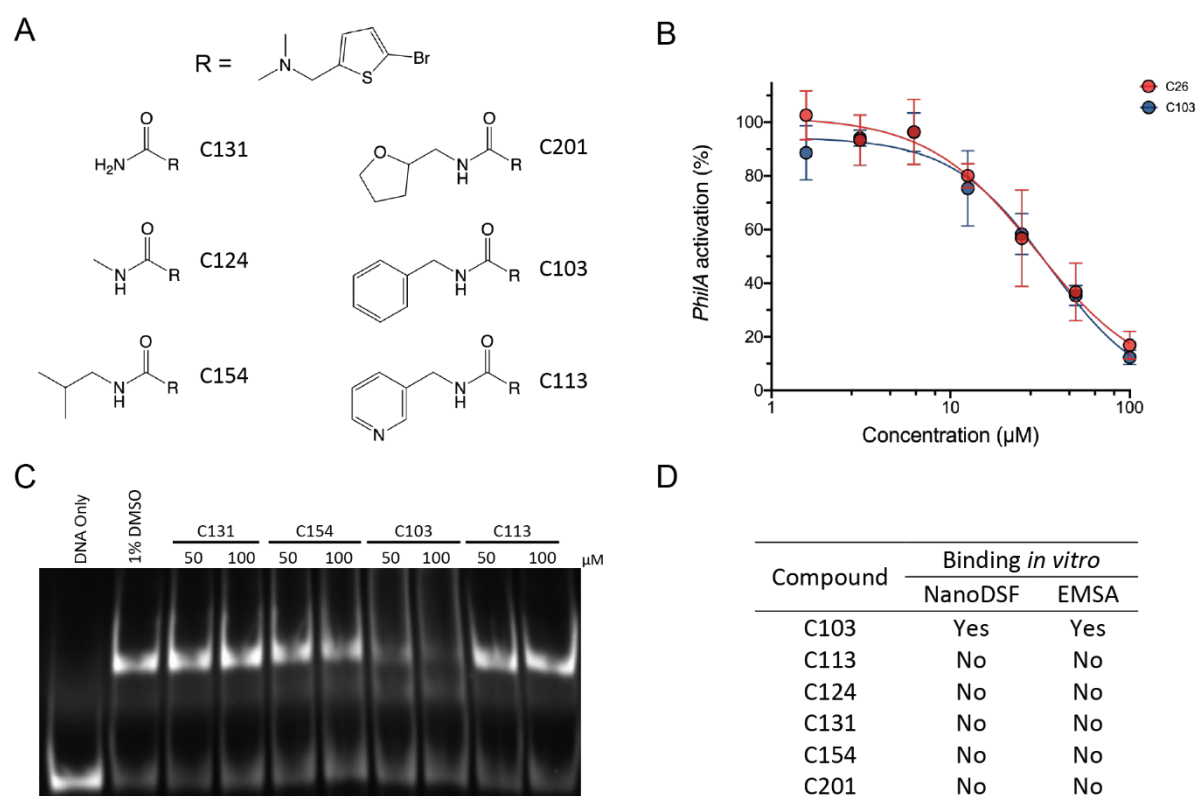 A
R =
N
S
Br
O
H₂N
R
C131
O
O
N
H
R
C201
O
N
H
R
C124
O
N
H
R
C103
O
N
H
R
C154
O
N
H
N
R
C113
B
C26
C103
PhilA activation (%)
100
80
60
40
20
0
1
10
100
Concentration (µM)
C
DNA Only
1% DMSO
C131
C154
C103
C113
50 100 50 100 50 100 50 100 µM
D
Compound
Binding in vitro
NanoDSF EMSA
C103 Yes Yes
C113 No No
C124 No No
C131 No No
C154 No No
C201 No No